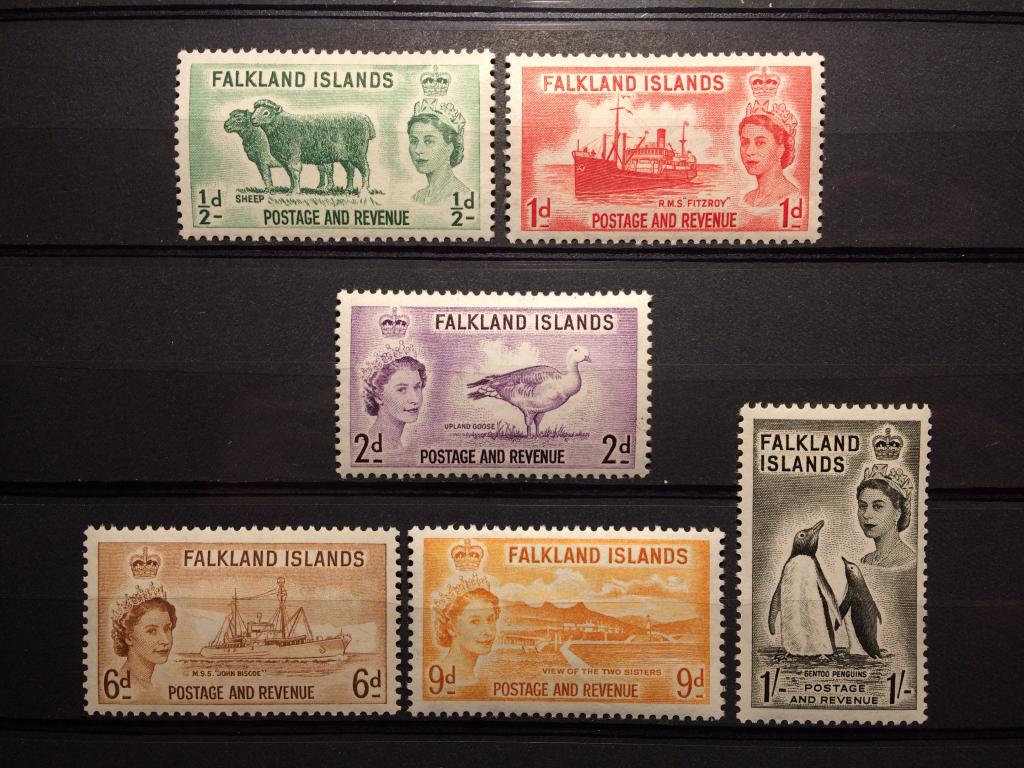 FALKLAND ISLANDS
SHEEP
½d ½d
2- 2-
POSTAGE AND REVENUE
FALKLAND ISLANDS
R.M.S. "FITZROY"
1d 1d
POSTAGE AND REVENUE
FALKLAND ISLANDS
UPLAND GOOSE
2d 2d
POSTAGE AND REVENUE
FALKLAND ISLANDS
M.S.S. "JOHN BISCOE"
6d 6d
POSTAGE AND REVENUE
FALKLAND ISLANDS
VIEW OF THE TWO SISTERS
9d 9d
POSTAGE AND REVENUE
FALKLAND
ISLANDS
GENTOO PENGUINS
1/- 1/-
POSTAGE
AND REVENUE